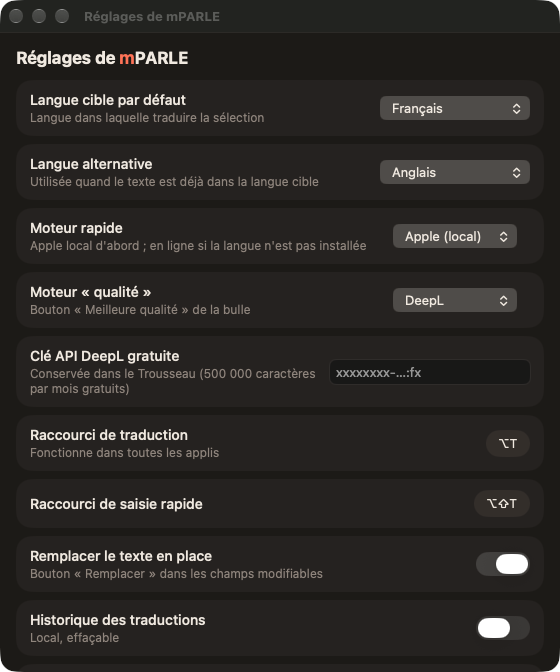 Réglages de mPARLE
Réglages de mPARLE
Langue cible par défaut
Langue dans laquelle traduire la sélection
Français
Langue alternative
Utilisée quand le texte est déjà dans la langue cible
Anglais
Moteur rapide
Apple local d'abord ; en ligne si la langue n'est pas installée
Apple (local)
Moteur « qualité »
Bouton « Meilleure qualité » de la bulle
DeepL
Clé API DeepL gratuite
Conservée dans le Trousseau (500 000 caractères
par mois gratuits)
xxxxxxxx-...:fx
Raccourci de traduction
Fonctionne dans toutes les applis
⌥T
Raccourci de saisie rapide
⌥⇧T
Remplacer le texte en place
Bouton « Remplacer » dans les champs modifiables
Historique des traductions
Local, effaçable